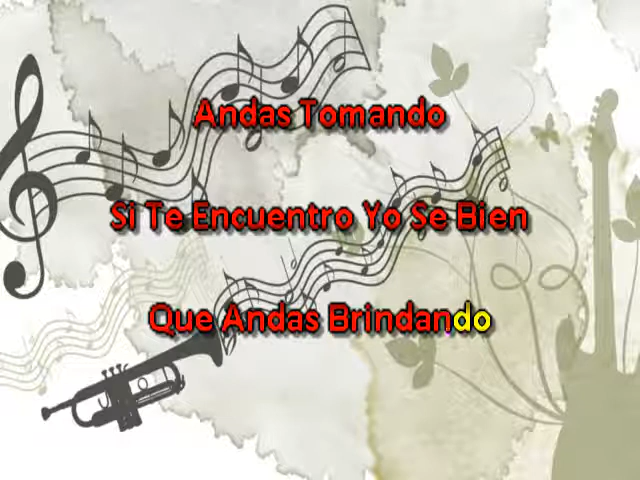 Andas Tomando
Si Te Encuentro Yo Se Bien
Que Andas Brindando